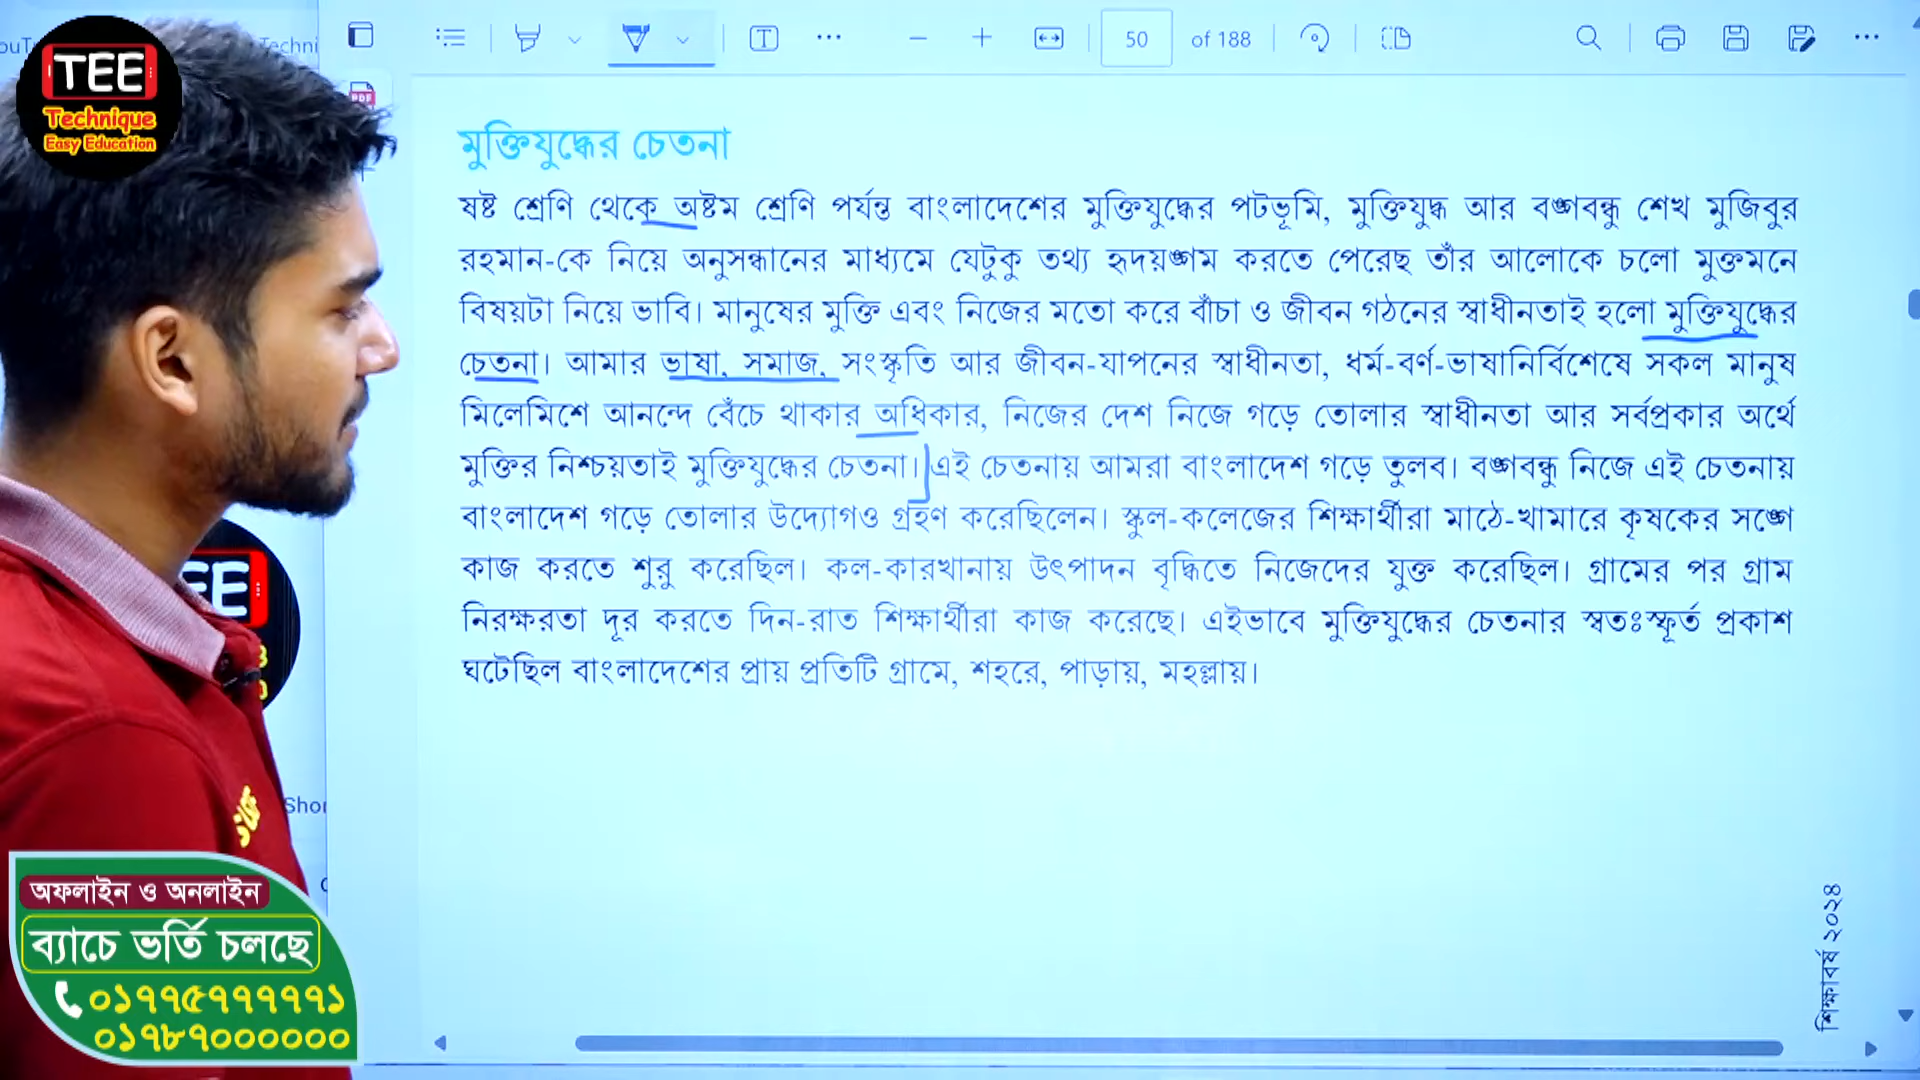 ouT
Techni
TEE
Technique
Easy Education
50 of 188
PDF
মুক্তিযুদ্ধের চেতনা
ষষ্ট শ্রেণি থেকে অষ্টম শ্রেণি পর্যন্ত বাংলাদেশের মুক্তিযুদ্ধের পটভূমি, মুক্তিযুদ্ধ আর বঙ্গবন্ধু শেখ মুজিবুর
রহমান-কে নিয়ে অনুসন্ধানের মাধ্যমে যেটুকু তথ্য হৃদয়ঙ্গম করতে পেরেছ তাঁর আলোকে চলো মুক্তমনে
বিষয়টা নিয়ে ভাবি। মানুষের মুক্তি এবং নিজের মতো করে বাঁচা ও জীবন গঠনের স্বাধীনতাই হলো মুক্তিযুদ্ধের
চেতনা। আমার ভাষা, সমাজ, সংস্কৃতি আর জীবন-যাপনের স্বাধীনতা, ধর্ম-বর্ণ-ভাষানির্বিশেষে সকল মানুষ
মিলেমিশে আনন্দে বেঁচে থাকার অধিকার, নিজের দেশ নিজে গড়ে তোলার স্বাধীনতা আর সর্বপ্রকার অর্থে
মুক্তির নিশ্চয়তাই মুক্তিযুদ্ধের চেতনা। এই চেতনায় আমরা বাংলাদেশ গড়ে তুলব। বঙ্গবন্ধু নিজে এই চেতনায়
বাংলাদেশ গড়ে তোলার উদ্যোগও গ্রহণ করেছিলেন। স্কুল-কলেজের শিক্ষার্থীরা মাঠে-খামারে কৃষকের সঙ্গে
কাজ করতে শুরু করেছিল। কল-কারখানায় উৎপাদন বৃদ্ধিতে নিজেদের যুক্ত করেছিল। গ্রামের পর গ্রাম
নিরক্ষরতা দূর করতে দিন-রাত শিক্ষার্থীরা কাজ করেছে। এইভাবে মুক্তিযুদ্ধের চেতনার স্বতঃস্ফূর্ত প্রকাশ
ঘটেছিল বাংলাদেশের প্রায় প্রতিটি গ্রামে, শহরে, পাড়ায়, মহল্লায়।
EE
Shor
অফলাইন ও অনলাইন
ব্যাচে ভর্তি চলছে
০১৭৭৫৭৭৭৭৭১
০১৭৮৭০০০০০০
শিক্ষাবর্ষ ২০২৪